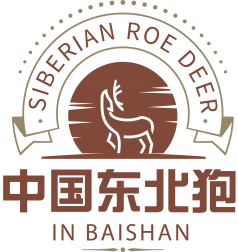 SIBERIAN ROE DEER
中国东北狍
IN BAISHAN